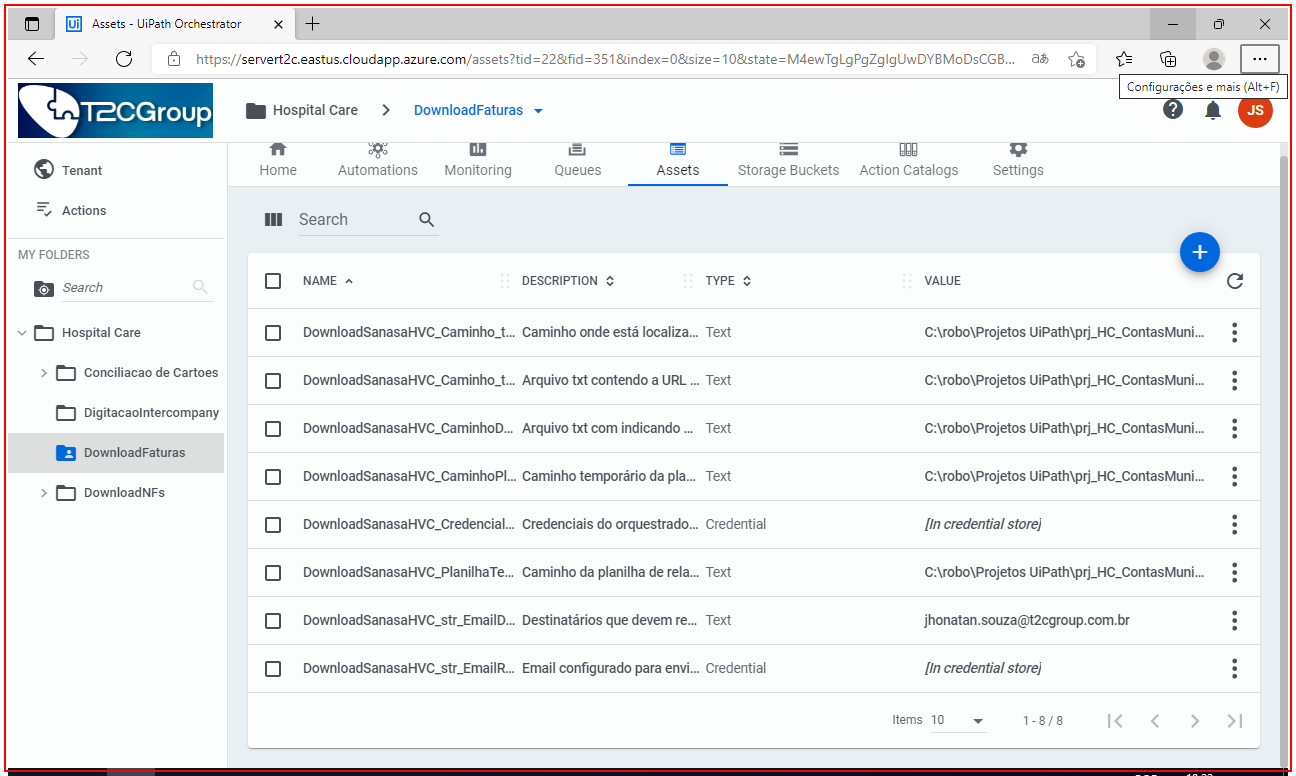 Assets - UiPath Orchestrator
https://servert2c.eastus.cloudapp.azure.com/assets?tid=22&fid=351&index=0&size=10&state=M4ewTgLgPgZgIgUwDYBMoDsCGB...
Configurações e mais (Alt+F)
T2CGroup
Hospital Care
DownloadFaturas
JS
Tenant
Actions
MY FOLDERS
Search
Hospital Care
Conciliacao de Cartoes
DigitacaoIntercompany
DownloadFaturas
DownloadNFs
Home Automations Monitoring Queues Assets Storage Buckets Action Catalogs Settings
Search
NAME DESCRIPTION TYPE VALUE
DownloadSanasaHVC_Caminho_t... Caminho onde está localiza... Text C:\robo\Projetos UiPath\prj_HC_ContasMuni...
DownloadSanasaHVC_Caminho_t... Arquivo txt contendo a URL ... Text C:\robo\Projetos UiPath\prj_HC_ContasMuni...
DownloadSanasaHVC_CaminhoD... Arquivo txt com indicando ... Text C:\robo\Projetos UiPath\prj_HC_ContasMuni...
DownloadSanasaHVC_CaminhoPl... Caminho temporário da pla... Text C:\robo\Projetos UiPath\prj_HC_ContasMuni...
DownloadSanasaHVC_Credencial... Credenciais do orquestrado... Credential [In credential store]
DownloadSanasaHVC_PlanilhaTe... Caminho da planilha de rela... Text C:\robo\Projetos UiPath\prj_HC_ContasMuni...
DownloadSanasaHVC_str_EmailD... Destinatários que devem re... Text jhonatan.souza@t2cgroup.com.br
DownloadSanasaHVC_str_EmailR... Email configurado para envi... Credential [In credential store]
Items 10 1 - 8 / 8